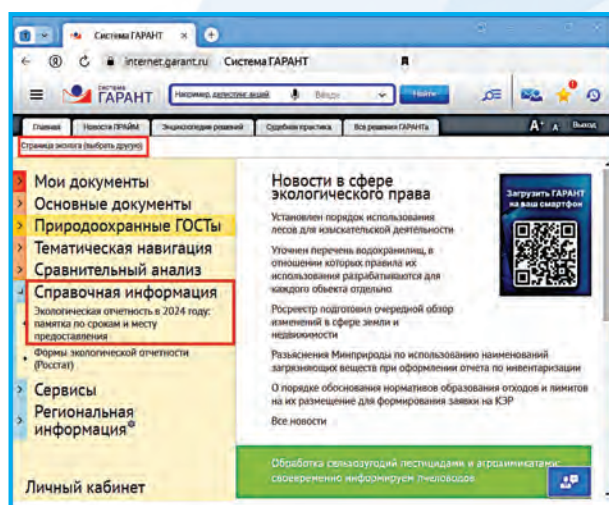 Система ГАРАНТ
internet.garant.ru Система ГАРАНТ
СИСТЕМА
ГАРАНТ
Например, делистинг акций
Введи
Найти
Главная
Новости ПРАЙМ
Энциклопедия решений
Судебная практика
Все решения ГАРАНТа
А+ А Выход
Страница эколога (выбрать другую)
Мои документы
Основные документы
Природоохранные ГОСТы
Тематическая навигация
Сравнительный анализ
Справочная информация
Экологическая отчетность в 2024 году:
памятка по срокам и месту
предоставления
Формы экологической отчетности
(Росстат)
Сервисы
Региональная
информация*
Личный кабинет
Новости в сфере
экологического права
Установлен порядок использования
лесов для изыскательской деятельности
Уточнен перечень водохранилищ, в
отношении которых правила их
использования разрабатываются для
каждого объекта отдельно
Росреестр подготовил очередной обзор
изменений в сфере земли и
недвижимости
Разъяснения Минприроды по использованию наименований
загрязняющих веществ при оформлении отчета по инвентаризации
О порядке обоснования нормативов образования отходов и лимитов
на их размещение для формирования заявки на КЭР
Все новости
Загрузить ГАРАНТ
на ваш смартфон
Обработка сельхозугодий пестицидами и агрохимикатами:
своевременно информируем пчеловодов